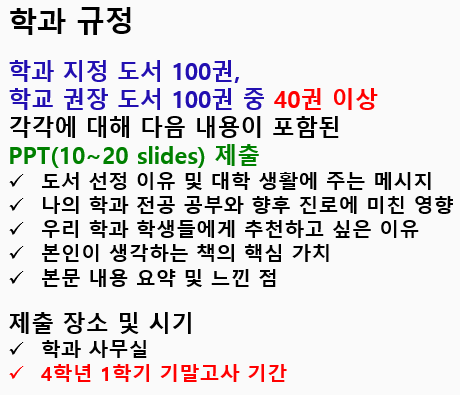 학과 규정
학과 지정 도서 100권,
학교 권장 도서 100권 중 40권 이상
각각에 대해 다음 내용이 포함된
PPT(10~20 slides) 제출
✓ 도서 선정 이유 및 대학 생활에 주는 메시지
✓ 나의 학과 전공 공부와 향후 진로에 미친 영향
✓ 우리 학과 학생들에게 추천하고 싶은 이유
✓ 본인이 생각하는 책의 핵심 가치
✓ 본문 내용 요약 및 느낀 점
제출 장소 및 시기
✓ 학과 사무실
✓ 4학년 1학기 기말고사 기간